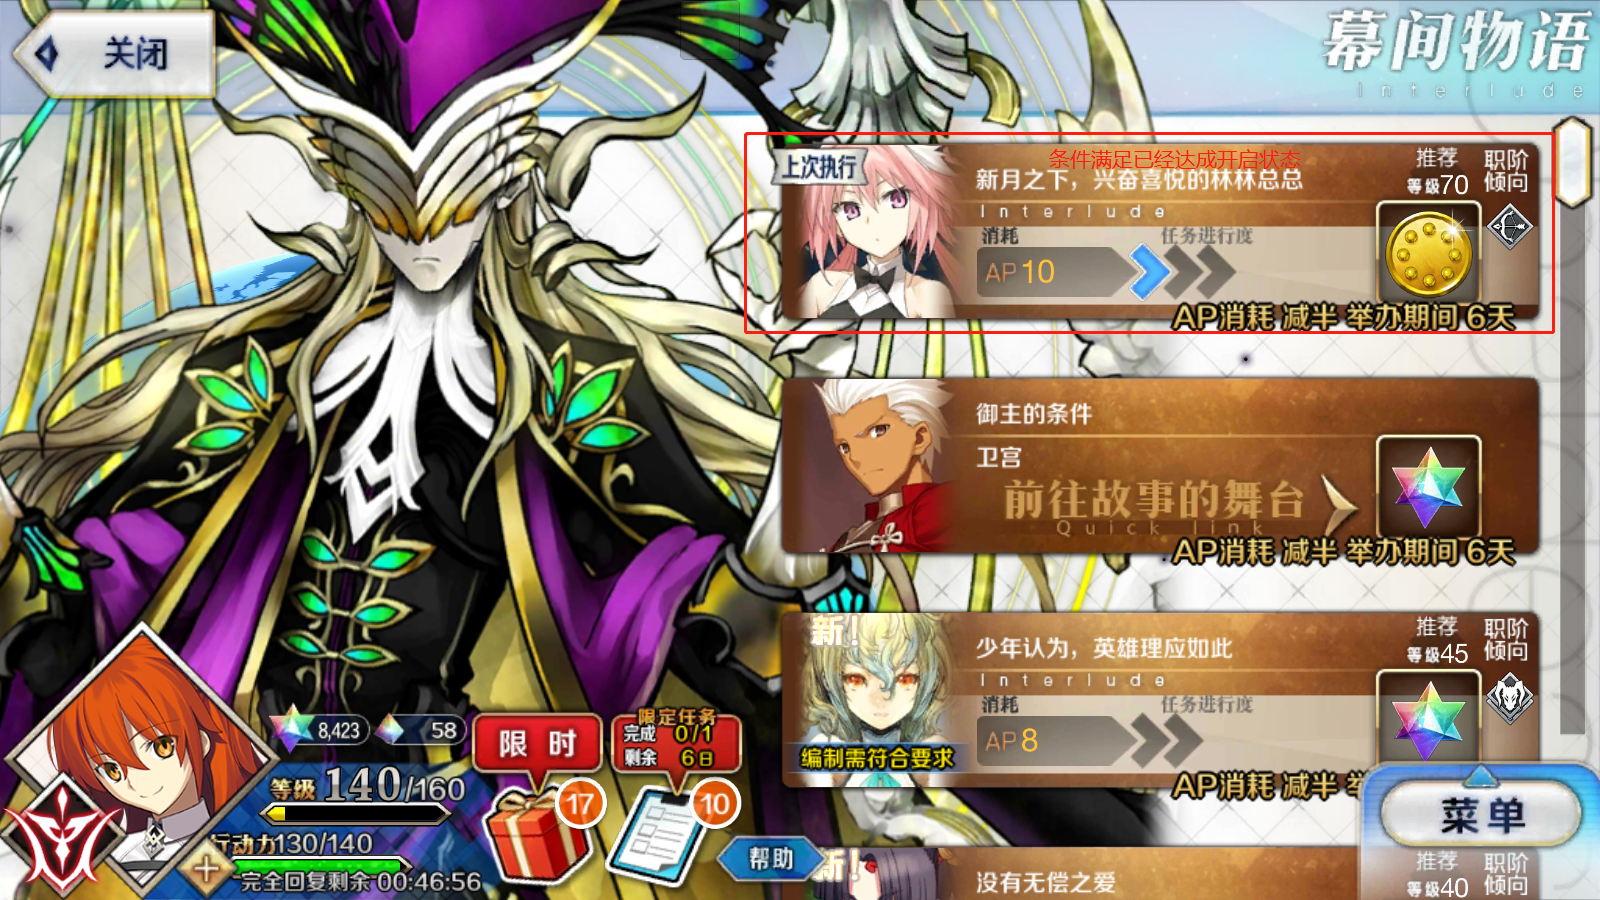 关闭
幕间物语
Interlude
上次执行
条件满足已经达成开启状态
新月之下，兴奋喜悦的林林总总
Interlude
消耗
任务进行度
AP 10
推荐
等级70
职阶
倾向
AP消耗 减半 举办期间 6天
御主的条件
卫宫
前往故事的舞台
Quick link
AP消耗 减半 举办期间 6天
新!
少年认为，英雄理应如此
Interlude
消耗
任务进行度
AP 8
编制需符合要求
推荐
等级45
职阶
倾向
AP消耗 减半 举
新!
没有无偿之爱
推荐
等级40
职阶
倾向
菜单
8,423
58
限时
17
限定任务
完成 0/1
剩余 6日
10
帮助
等级 140/160
行动力130/140
完全回复剩余 00:46:56